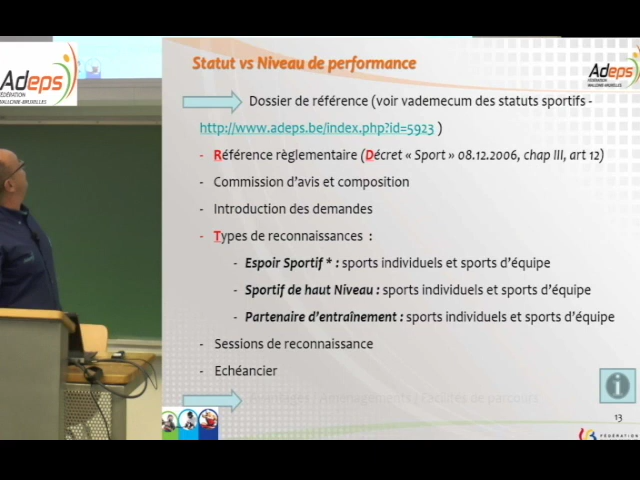 Adeps
FÉDÉRATION
WALLONIE-BRUXELLES
Statut vs Niveau de performance
Adeps
Dossier de référence (voir vademecum des statuts sportifs -
http://www.adeps.be/index.php?id=5923 )
- Référence règlementaire (Décret « Sport » 08.12.2006, chap III, art 12)
- Commission d'avis et composition
- Introduction des demandes
- Types de reconnaissances :
- Espoir Sportif * : sports individuels et sports d'équipe
- Sportif de haut Niveau : sports individuels et sports d'équipe
- Partenaire d'entraînement : sports individuels et sports d'équipe
- Sessions de reconnaissance
- Echéancier
/ Aménagements / Facilités de parcours
i
13
FÉDÉRATION